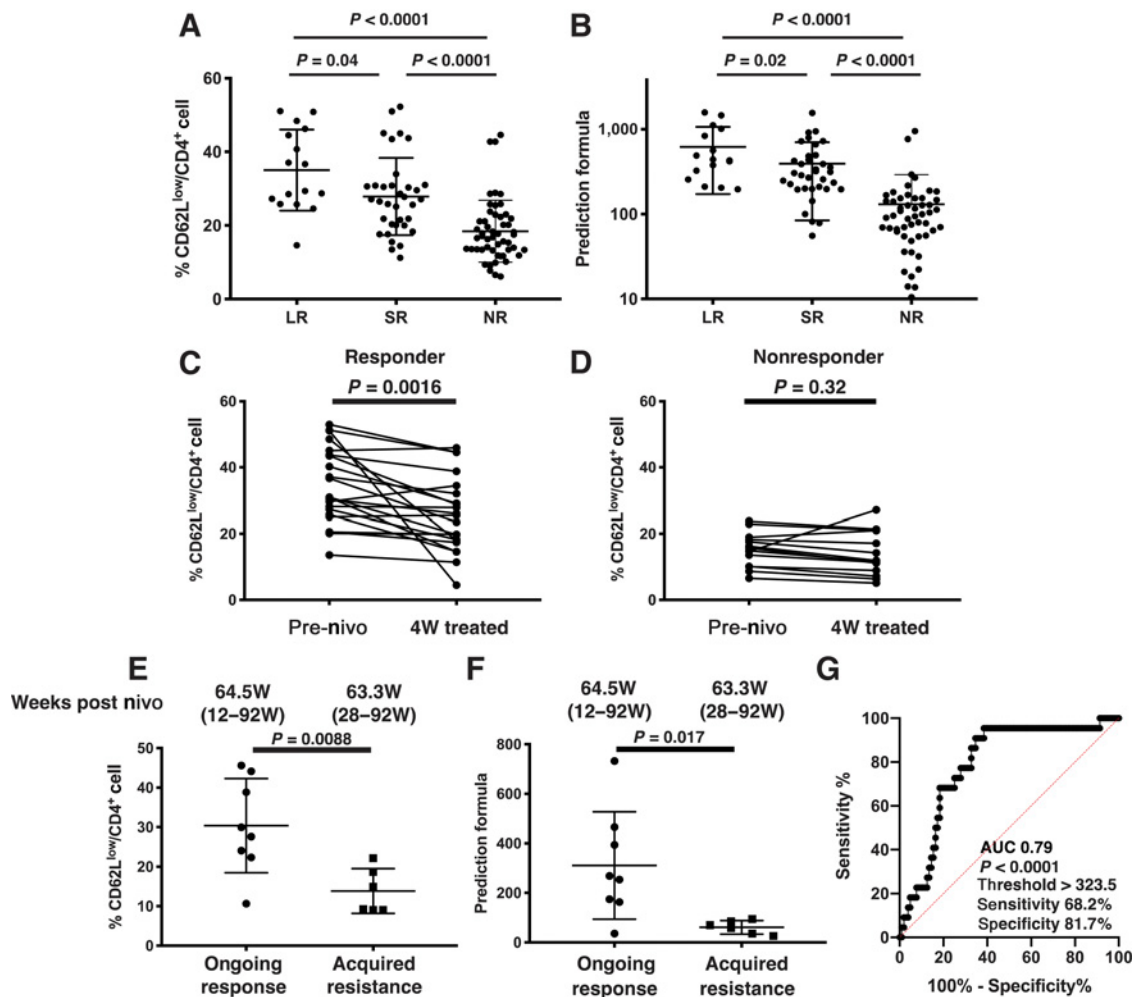 A
P < 0.0001
P = 0.04
P < 0.0001
% CD62Llow/CD4+ cell
60
40
20
0
LR
SR
NR
B
P < 0.0001
P = 0.02
P < 0.0001
Prediction formula
1,000
100
10
LR
SR
NR
C
Responder
P = 0.0016
% CD62Llow/CD4+ cell
60
40
20
0
Pre-nivo
4W treated
D
Nonresponder
P = 0.32
% CD62Llow/CD4+ cell
60
40
20
0
Pre-nivo
4W treated
E
Weeks post nivo
64.5W
(12–92W)
63.3W
(28–92W)
P = 0.0088
% CD62Llow/CD4+ cell
50
40
30
20
10
0
Ongoing
response
Acquired
resistance
F
64.5W
(12–92W)
63.3W
(28–92W)
P = 0.017
Prediction formula
800
600
400
200
0
Ongoing
response
Acquired
resistance
G
Sensitivity %
100
80
60
40
20
0
AUC 0.79
P < 0.0001
Threshold > 323.5
Sensitivity 68.2%
Specificity 81.7%
0 20 40 60 80 100
100% - Specificity%